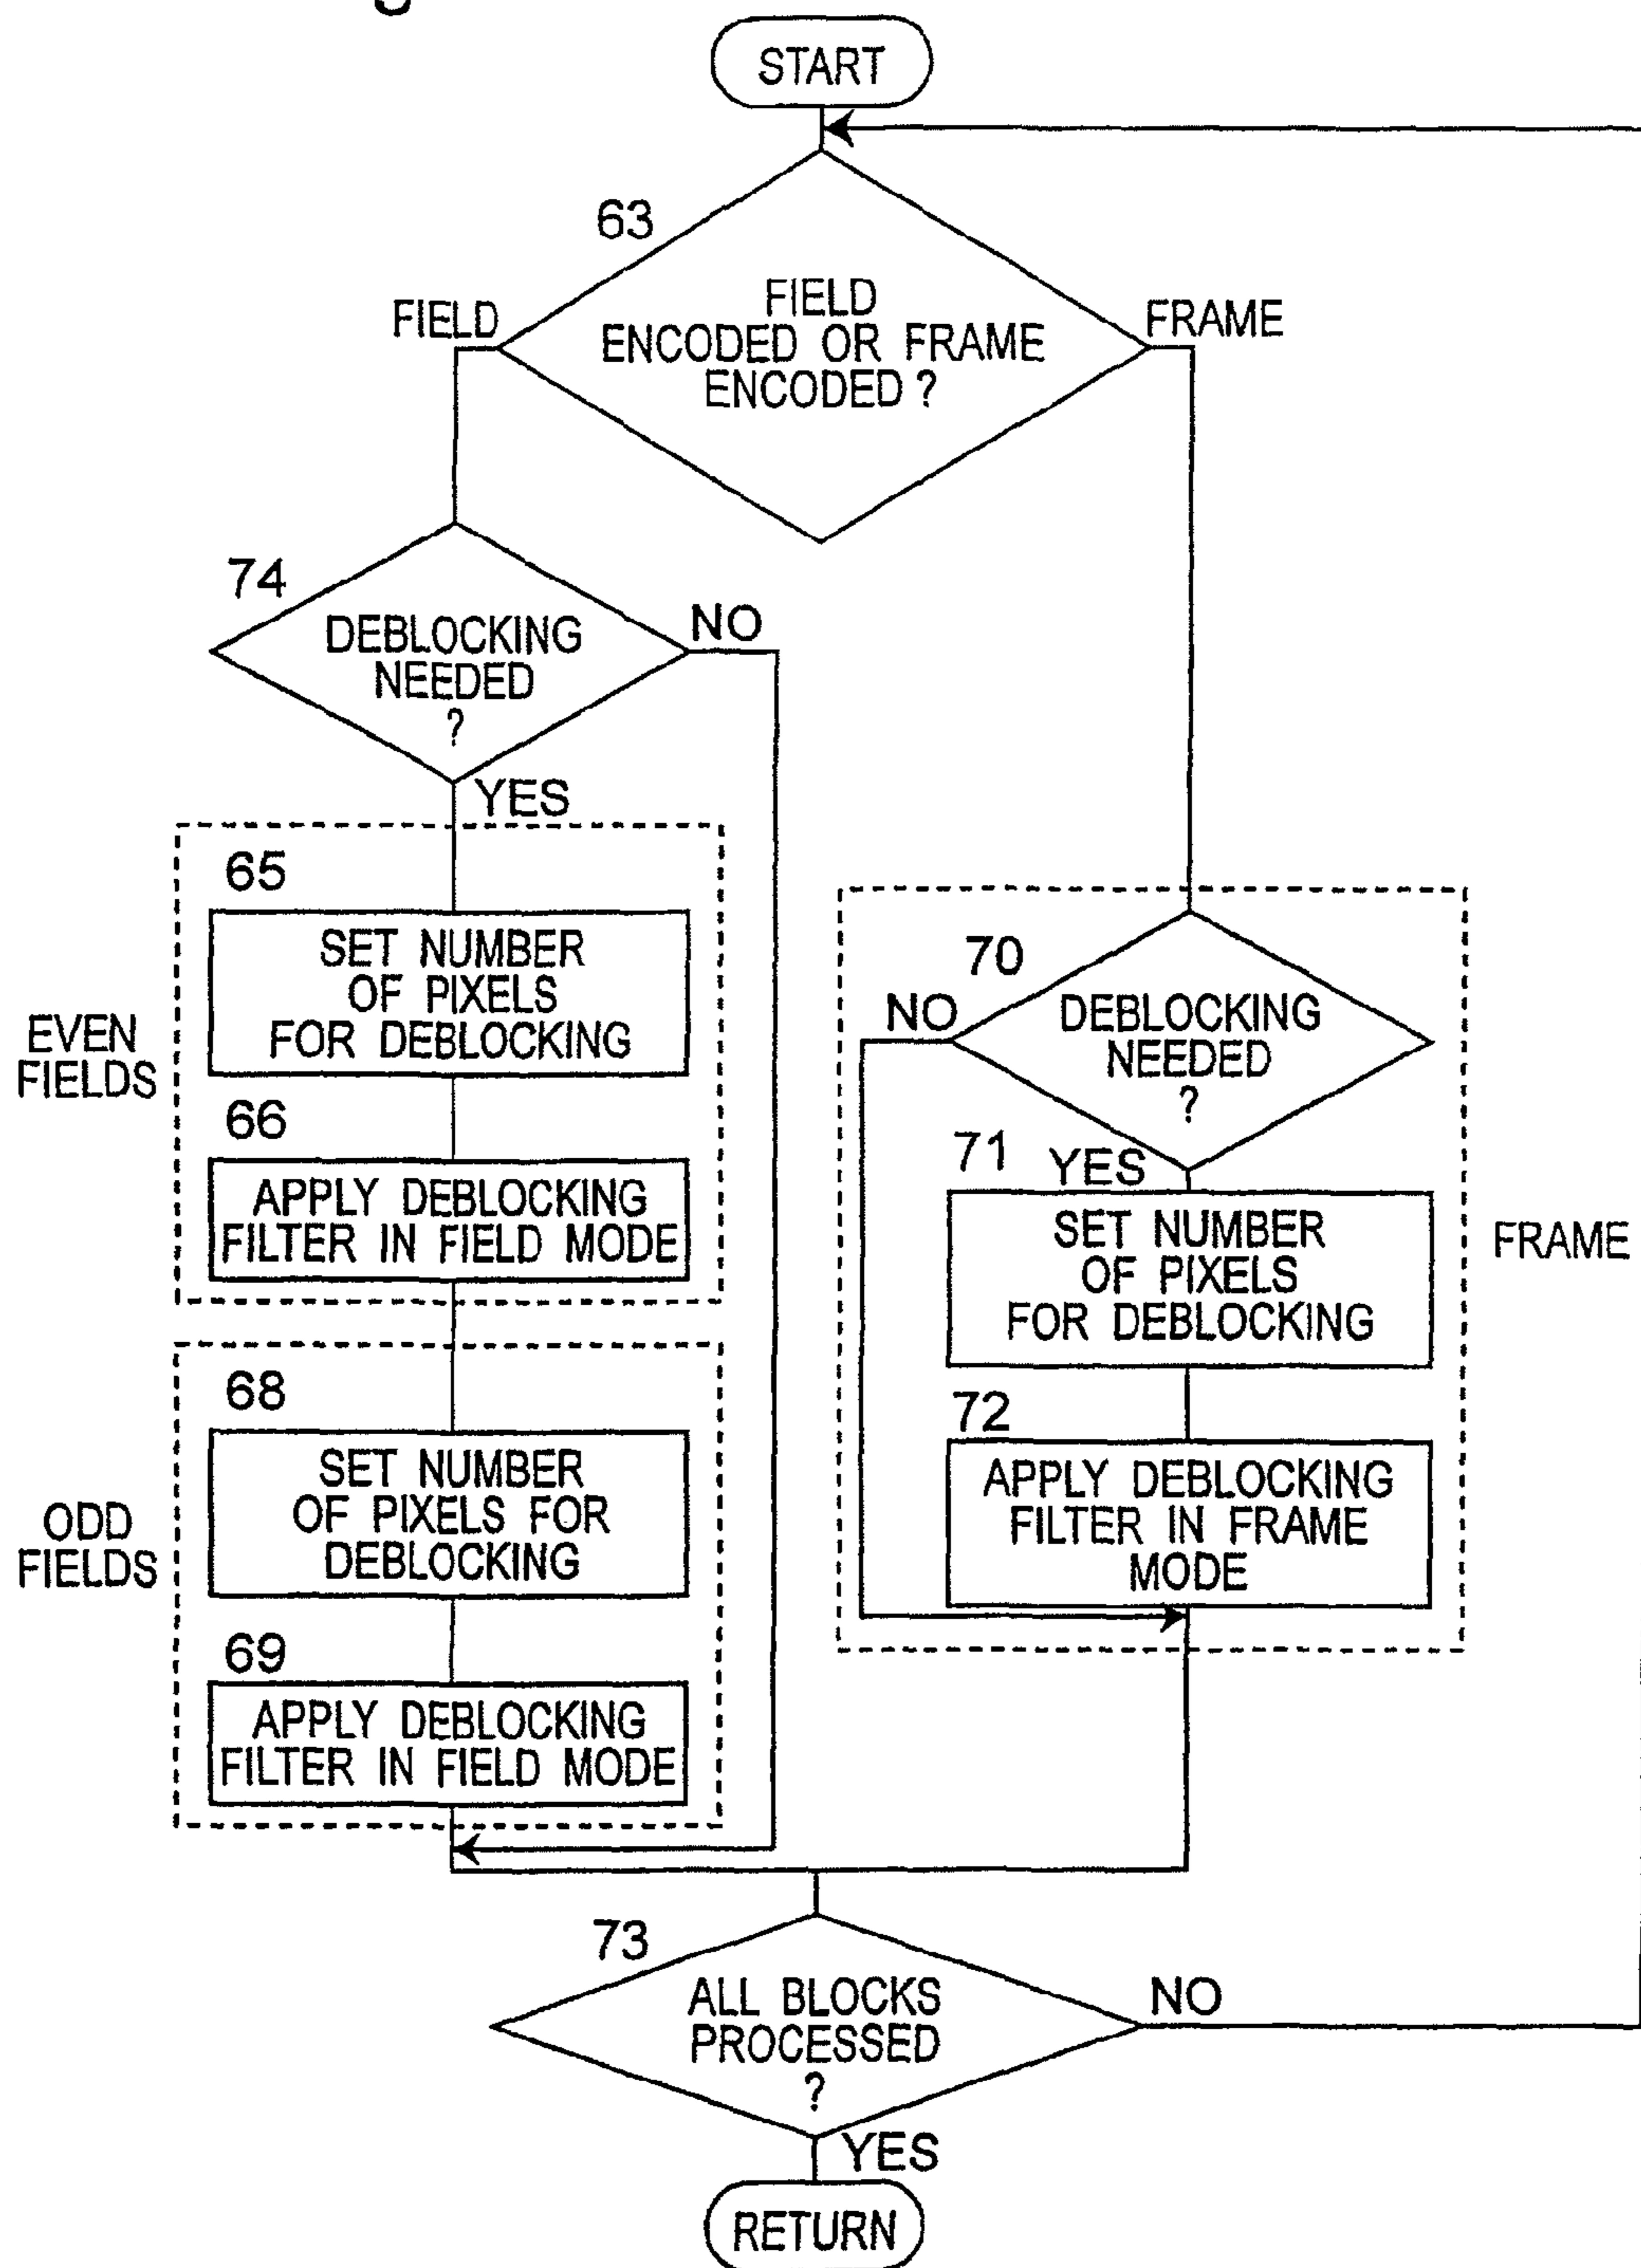 START
63
FIELD
ENCODED OR FRAME
ENCODED ?
FIELD
FRAME
74
DEBLOCKING
NEEDED
?
NO
YES
EVEN
FIELDS
65
SET NUMBER
OF PIXELS
FOR DEBLOCKING
66
APPLY DEBLOCKING
FILTER IN FIELD MODE
ODD
FIELDS
68
SET NUMBER
OF PIXELS FOR
DEBLOCKING
69
APPLY DEBLOCKING
FILTER IN FIELD MODE
70
DEBLOCKING
NEEDED
?
NO
YES
71
SET NUMBER
OF PIXELS
FOR DEBLOCKING
FRAME
72
APPLY DEBLOCKING
FILTER IN FRAME
MODE
73
ALL BLOCKS
PROCESSED
?
NO
YES
RETURN